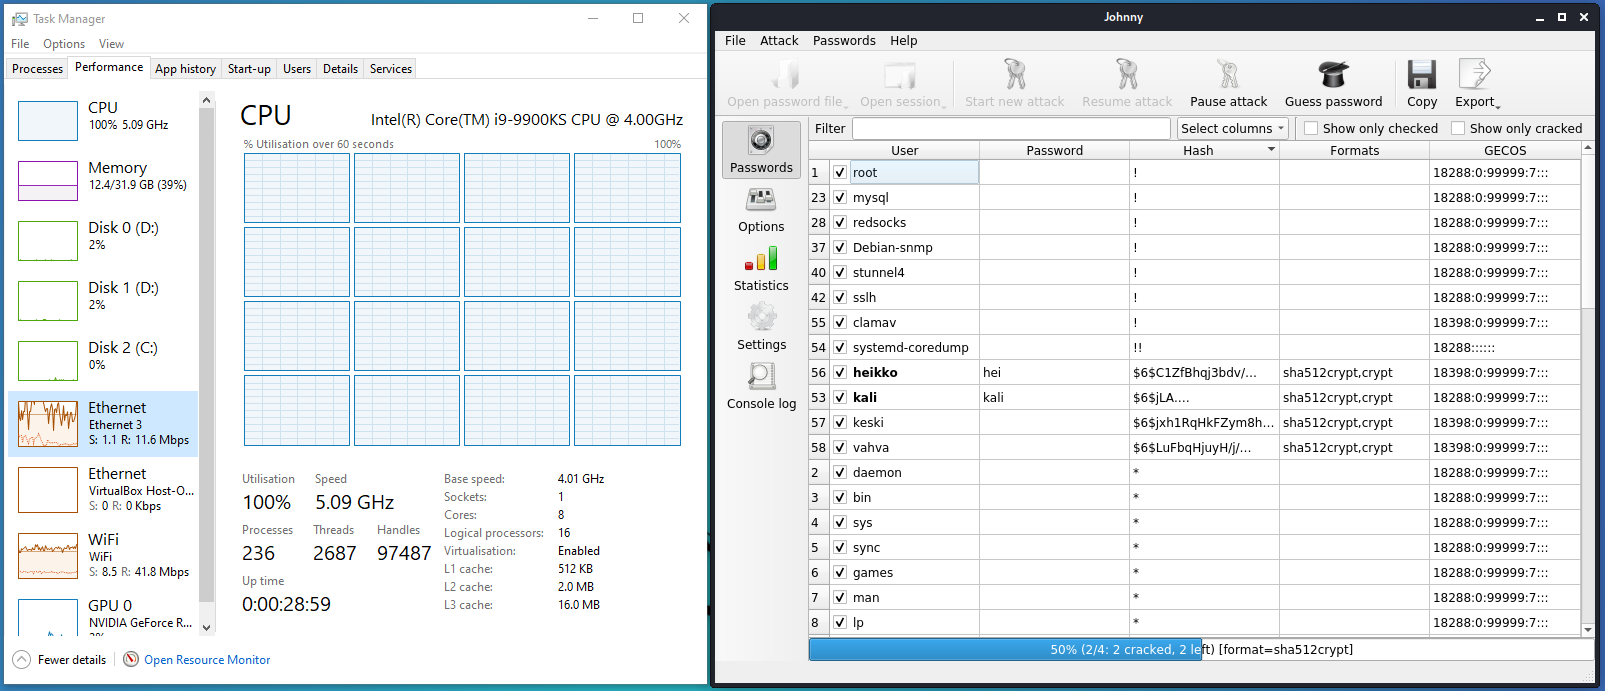 Task Manager
File Options View
Processes Performance App history Start-up Users Details Services
CPU
100% 5.09 GHz
Memory
12.4/31.9 GB (39%)
Disk 0 (D:)
2%
Disk 1 (D:)
2%
Disk 2 (C:)
0%
Ethernet
Ethernet 3
S: 1.1 R: 11.6 Mbps
Ethernet
VirtualBox Host-O...
S: 0 R: 0 Kbps
WiFi
WiFi
S: 8.5 R: 41.8 Mbps
GPU 0
NVIDIA GeForce R...
CPU Intel(R) Core(TM) i9-9900KS CPU @ 4.00GHz
% Utilisation over 60 seconds 100%
Utilisation Speed
100% 5.09 GHz
Processes Threads Handles
236 2687 97487
Up time
0:00:28:59
Base speed: 4.01 GHz
Sockets: 1
Cores: 8
Logical processors: 16
Virtualisation: Enabled
L1 cache: 512 KB
L2 cache: 2.0 MB
L3 cache: 16.0 MB
Fewer details Open Resource Monitor
Johnny
File Attack Passwords Help
Open password file Open session Start new attack Resume attack Pause attack Guess password Copy Export
Passwords
Options
Statistics
Settings
Console log
Filter Select columns Show only checked Show only cracked
User Password Hash Formats GECOS
1 root ! 18288:0:99999:7:::
23 mysql ! 18288:0:99999:7:::
28 redsocks ! 18288:0:99999:7:::
37 Debian-snmp ! 18288:0:99999:7:::
40 stunnel4 ! 18288:0:99999:7:::
42 sslh ! 18288:0:99999:7:::
55 clamav ! 18398:0:99999:7:::
54 systemd-coredump !! 18288::::::
56 heikko hei $6$C1ZfBhqj3bdv/... sha512crypt,crypt 18398:0:99999:7:::
53 kali kali $6$jLA.... sha512crypt,crypt 18288:0:99999:7:::
57 keski $6$jxh1RqHkFZym8h... sha512crypt,crypt 18398:0:99999:7:::
58 vahva $6$LuFbqHjuyH/j/... sha512crypt,crypt 18398:0:99999:7:::
2 daemon * 18288:0:99999:7:::
3 bin * 18288:0:99999:7:::
4 sys * 18288:0:99999:7:::
5 sync * 18288:0:99999:7:::
6 games * 18288:0:99999:7:::
7 man * 18288:0:99999:7:::
8 lp * 18288:0:99999:7:::
50% (2/4: 2 cracked, 2 left) [format=sha512crypt]